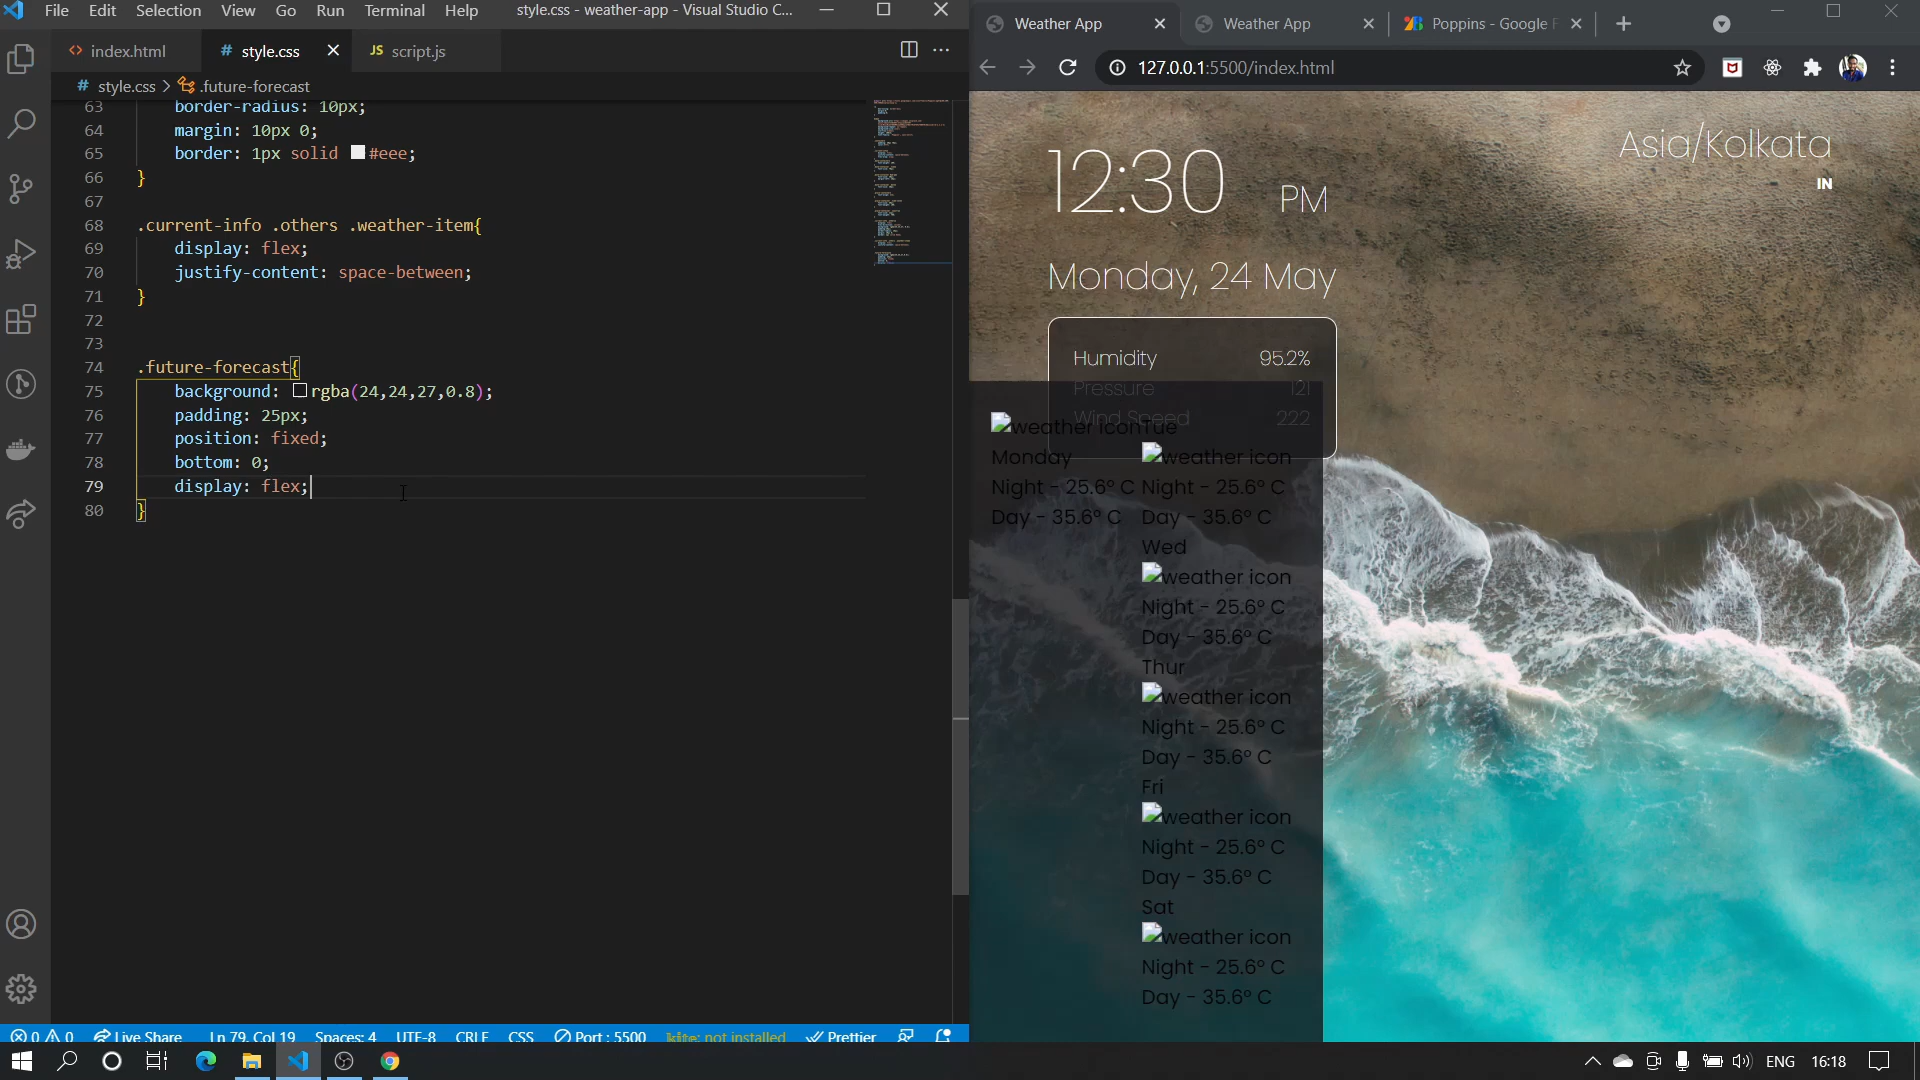 File Edit Selection View Go Run Terminal Help style.css - weather-app - Visual Studio C...
index.html # style.css JS script.js
# style.css > .future-forecast
63 border-radius: 10px;
64 margin: 10px 0;
65 border: 1px solid #eee;
66 }
67
68 .current-info .others .weather-item{
69 display: flex;
70 justify-content: space-between;
71 }
72
73
74 .future-forecast{
75 background: rgba(24,24,27,0.8);
76 padding: 25px;
77 position: fixed;
78 bottom: 0;
79 display: flex;
80 }
0 0 Live Share Ln 79, Col 19 Spaces: 4 UTF-8 CRLF CSS Port : 5500 kite: not installed Prettier
Weather App Weather App Poppins - Google F
127.0.0.1:5500/index.html
12:30 PM
Asia/Kolkata
IN
Monday, 24 May
Humidity 95.2%
Pressure 121
Wind Speed 222
weather icon
Monday
Night - 25.6° C
Day - 35.6° C
Tue
weather icon
Night - 25.6° C
Day - 35.6° C
Wed
weather icon
Night - 25.6° C
Day - 35.6° C
Thur
weather icon
Night - 25.6° C
Day - 35.6° C
Fri
weather icon
Night - 25.6° C
Day - 35.6° C
Sat
weather icon
Night - 25.6° C
Day - 35.6° C
ENG 16:18